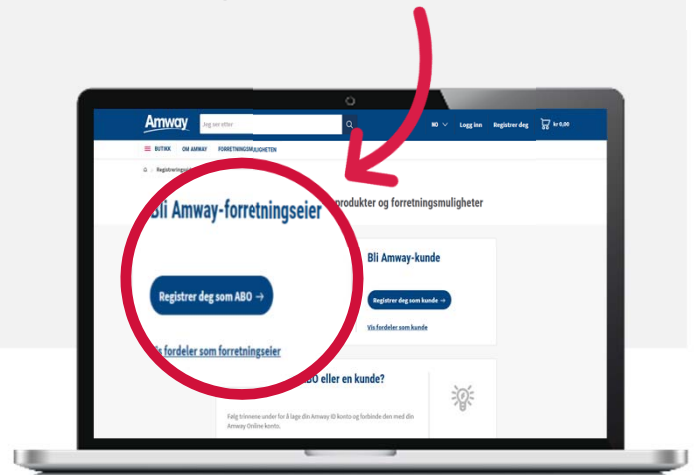 Amway
Jeg ser etter
NO
Logg inn
Registrer deg
kr 0,00
BUTIKK
OM AMWAY
FORRETNINGSMULIGHETEN
Bli Amway-forretningseier
produkter og forretningsmuligheter
Registrer deg som ABO →
Vis fordeler som forretningseier
Bli Amway-kunde
Registrer deg som kunde →
Vis fordeler som kunde
ABO eller en kunde?
Følg trinnene under for å lage din Amway ID konto og forbinde den med din
Amway Online konto.